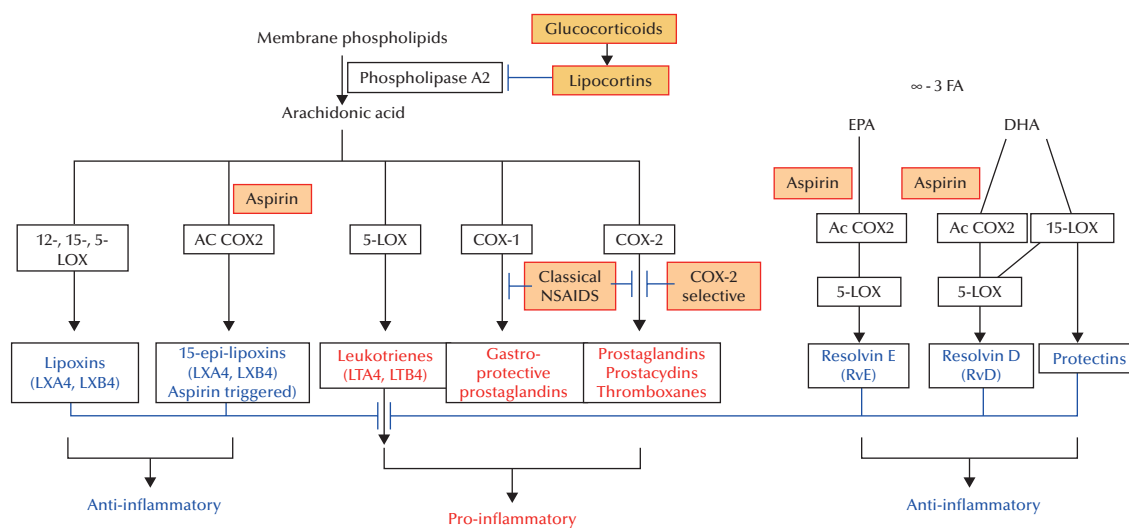 Glucocorticoids
Membrane phospholipids
Phospholipase A2
Lipocortins
∞ - 3 FA
Arachidonic acid
EPA
DHA
Aspirin
Aspirin
Aspirin
12-, 15-, 5-
LOX
AC COX2
5-LOX
COX-1
COX-2
Ac COX2
Ac COX2
15-LOX
Classical
NSAIDS
COX-2
selective
5-LOX
5-LOX
Lipoxins
(LXA4, LXB4)
15-epi-lipoxins
(LXA4, LXB4)
Aspirin triggered)
Leukotrienes
(LTA4, LTB4)
Gastro-
protective
prostaglandins
Prostaglandins
Prostacydins
Thromboxanes
Resolvin E
(RvE)
Resolvin D
(RvD)
Protectins
Anti-inflammatory
Pro-inflammatory
Anti-inflammatory